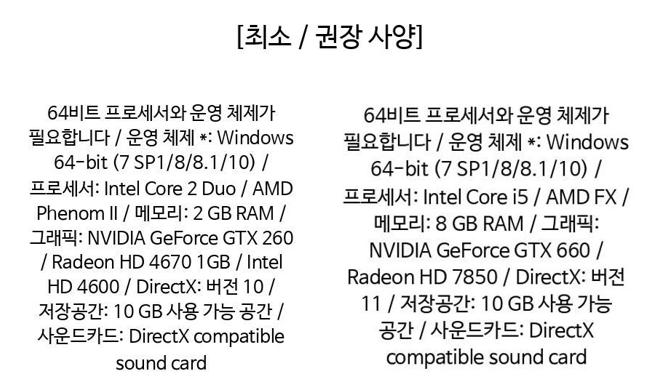 [최소 / 권장 사양]
64비트 프로세서와 운영 체제가
필요합니다 / 운영 체제 *: Windows
64-bit (7 SP1/8/8.1/10) /
프로세서: Intel Core 2 Duo / AMD
Phenom II / 메모리: 2 GB RAM /
그래픽: NVIDIA GeForce GTX 260
/ Radeon HD 4670 1GB / Intel
HD 4600 / DirectX: 버전 10 /
저장공간: 10 GB 사용 가능 공간 /
사운드카드: DirectX compatible
sound card
64비트 프로세서와 운영 체제가
필요합니다 / 운영 체제 *: Windows
64-bit (7 SP1/8/8.1/10) /
프로세서: Intel Core i5 / AMD FX /
메모리: 8 GB RAM / 그래픽:
NVIDIA GeForce GTX 660 /
Radeon HD 7850 / DirectX: 버전
11 / 저장공간: 10 GB 사용 가능
공간 / 사운드카드: DirectX
compatible sound card